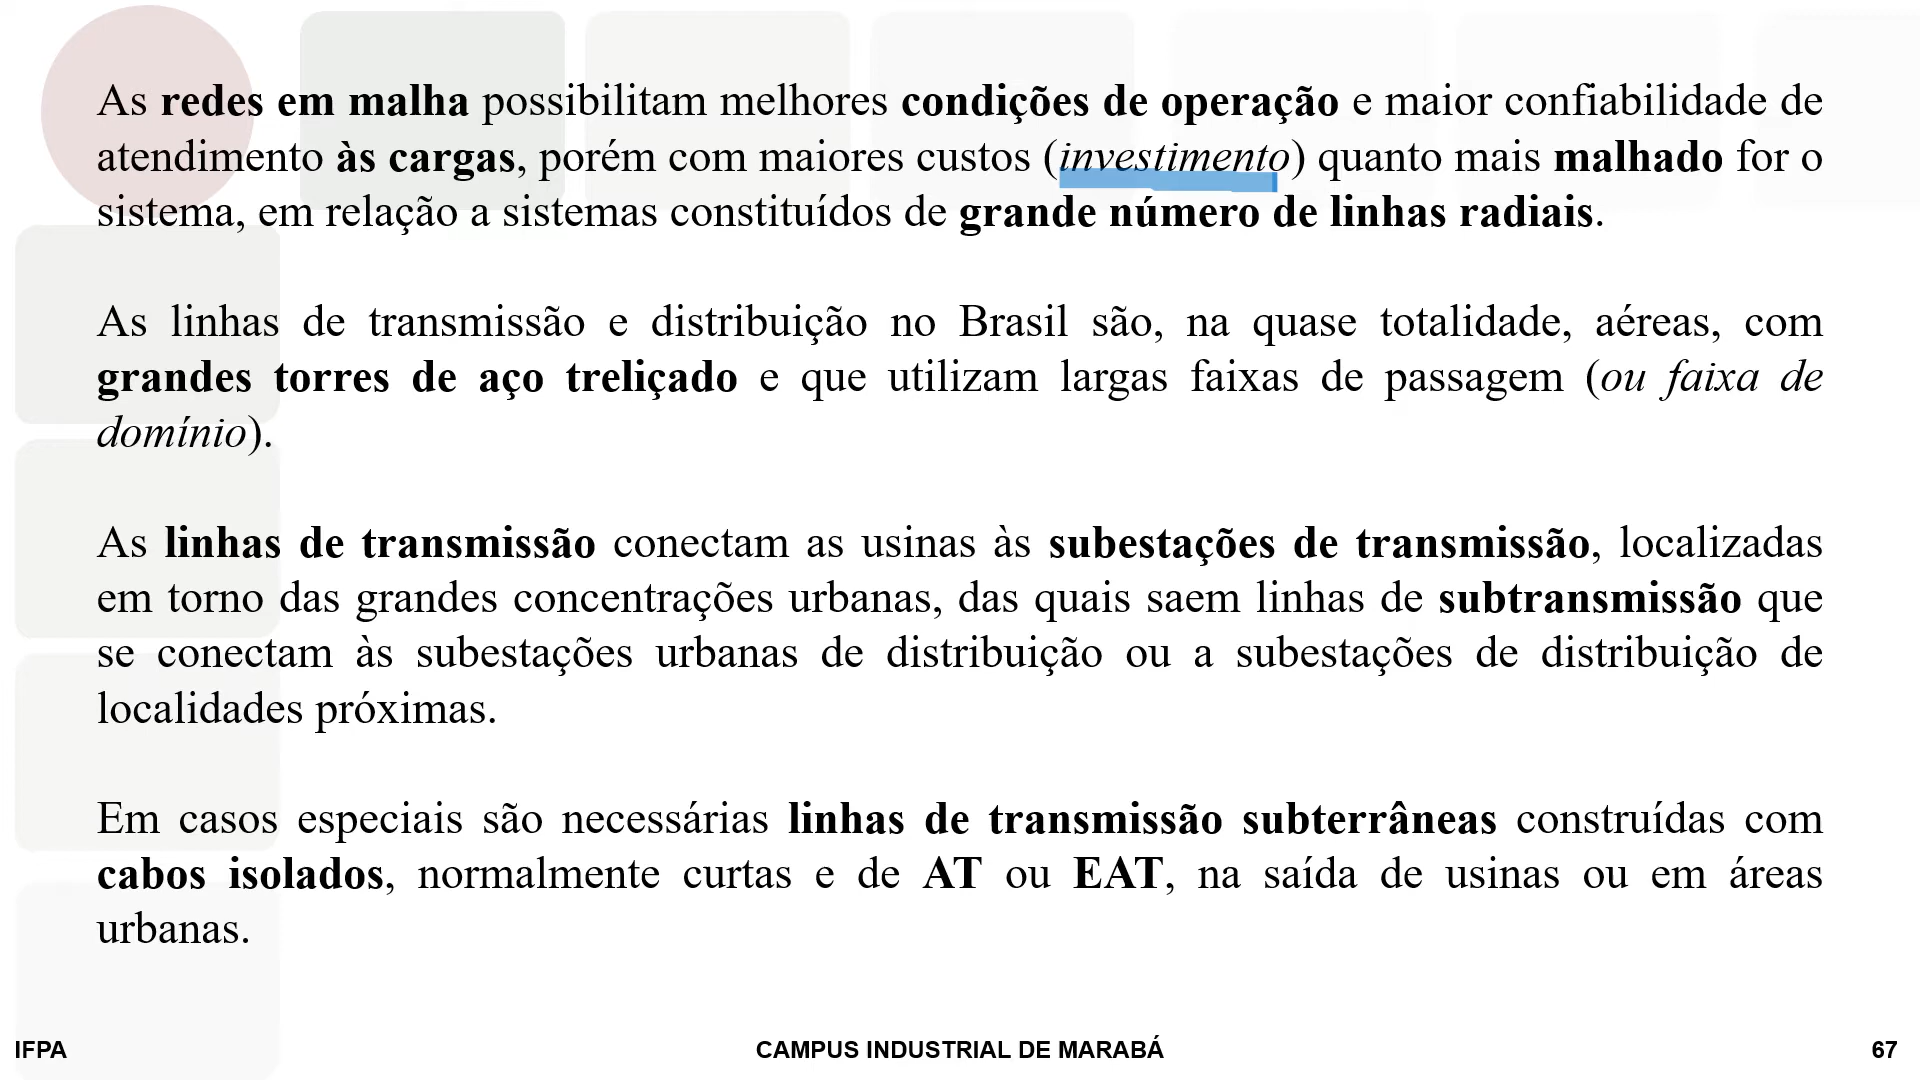 As redes em malha possibilitam melhores condições de operação e maior confiabilidade de
atendimento às cargas, porém com maiores custos (investimento) quanto mais malhado for o
sistema, em relação a sistemas constituídos de grande número de linhas radiais.
As linhas de transmissão e distribuição no Brasil são, na quase totalidade, aéreas, com
grandes torres de aço treliçado e que utilizam largas faixas de passagem (ou faixa de
domínio).
As linhas de transmissão conectam as usinas às subestações de transmissão, localizadas
em torno das grandes concentrações urbanas, das quais saem linhas de subtransmissão que
se conectam às subestações urbanas de distribuição ou a subestações de distribuição de
localidades próximas.
Em casos especiais são necessárias linhas de transmissão subterrâneas construídas com
cabos isolados, normalmente curtas e de AT ou EAT, na saída de usinas ou em áreas
urbanas.
IFPA
CAMPUS INDUSTRIAL DE MARABÁ
67